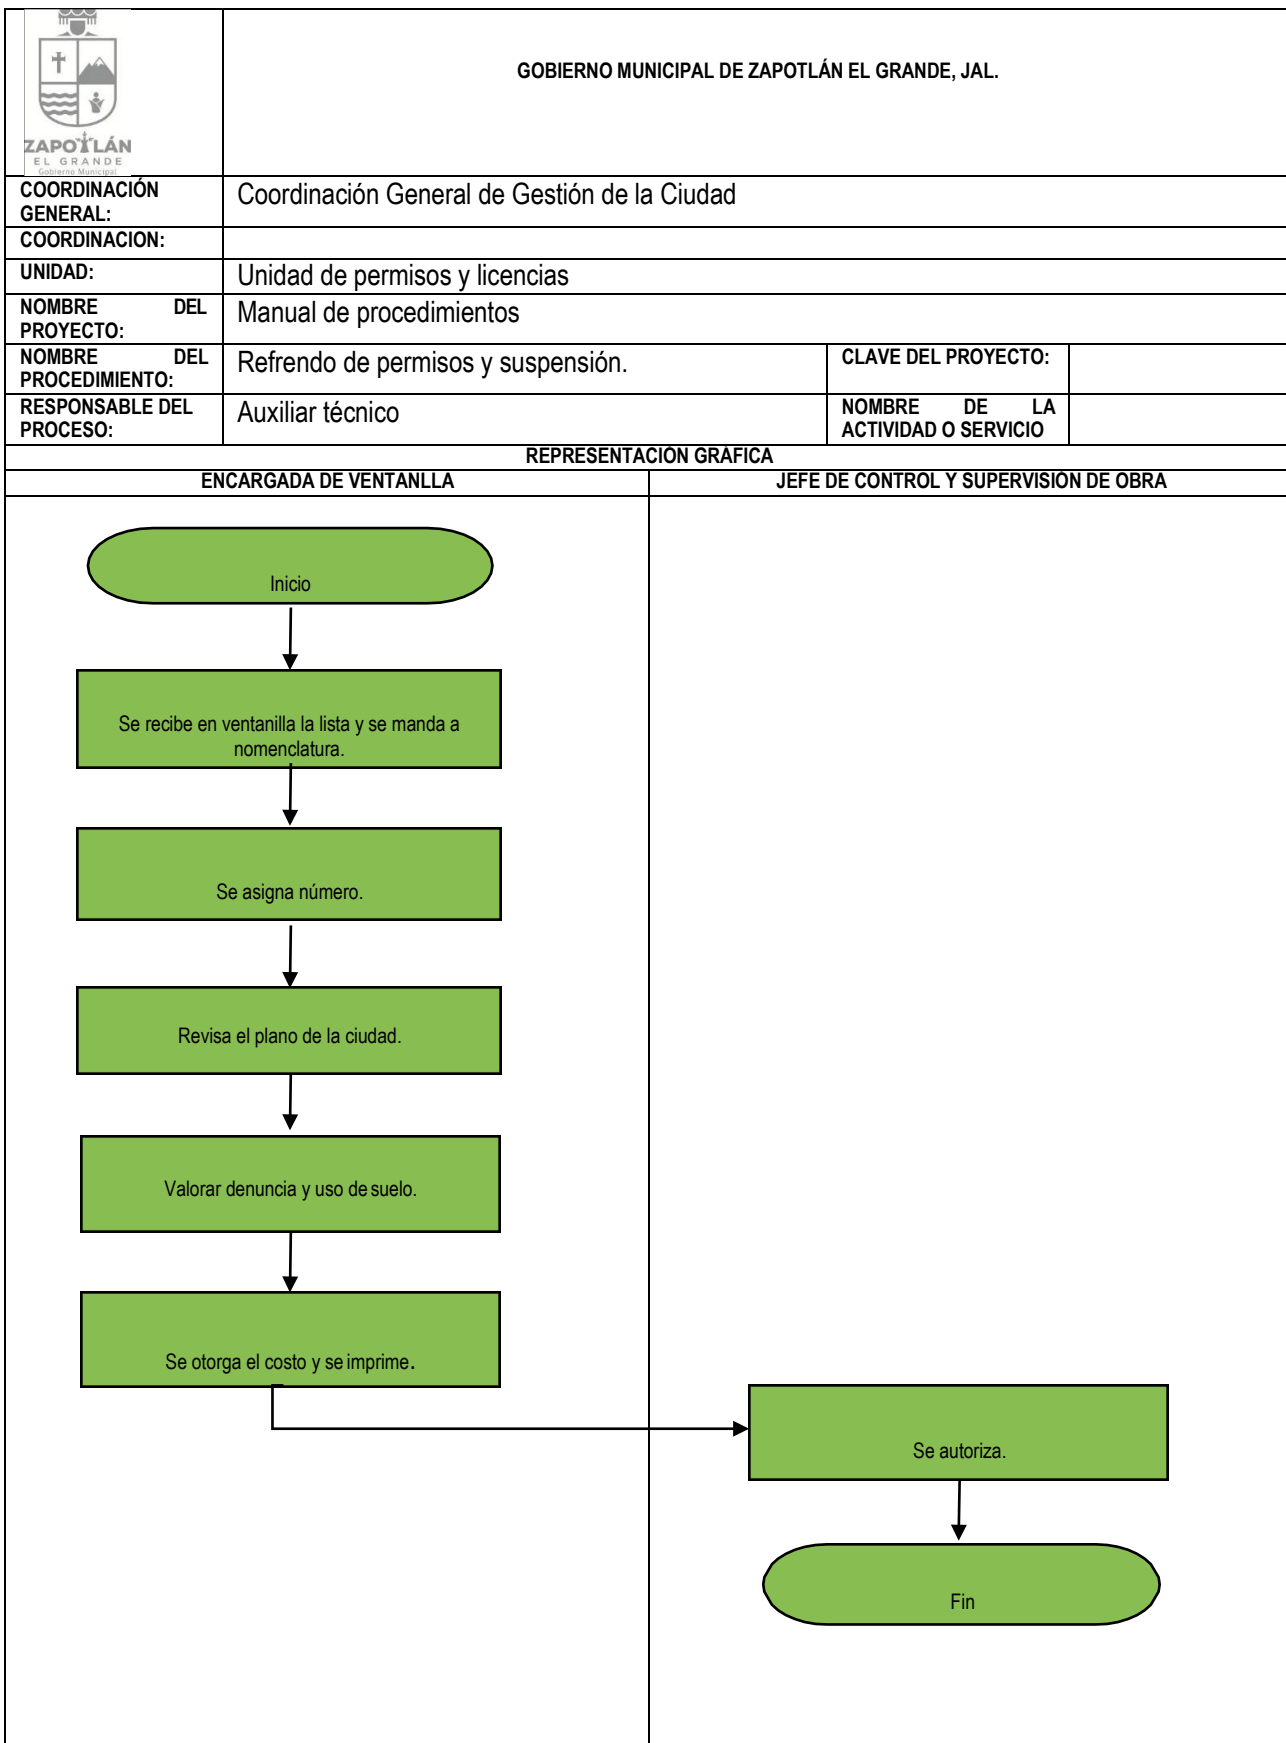 ZAPOTLÁN
EL GRANDE
Gobierno Municipal
GOBIERNO MUNICIPAL DE ZAPOTLÁN EL GRANDE, JAL.
COORDINACIÓN
GENERAL:
Coordinación General de Gestión de la Ciudad
COORDINACION:
UNIDAD:
Unidad de permisos y licencias
NOMBRE DEL
PROYECTO:
Manual de procedimientos
NOMBRE DEL
PROCEDIMIENTO:
Refrendo de permisos y suspensión.
CLAVE DEL PROYECTO:
RESPONSABLE DEL
PROCESO:
Auxiliar técnico
NOMBRE DE LA
ACTIVIDAD O SERVICIO
REPRESENTACIÓN GRÁFICA
ENCARGADA DE VENTANLLA
JEFE DE CONTROL Y SUPERVISIÓN DE OBRA
Inicio
Se recibe en ventanilla la lista y se manda a
nomenclatura.
Se asigna número.
Revisa el plano de la ciudad.
Valorar denuncia y uso de suelo.
Se otorga el costo y se imprime.
Se autoriza.
Fin